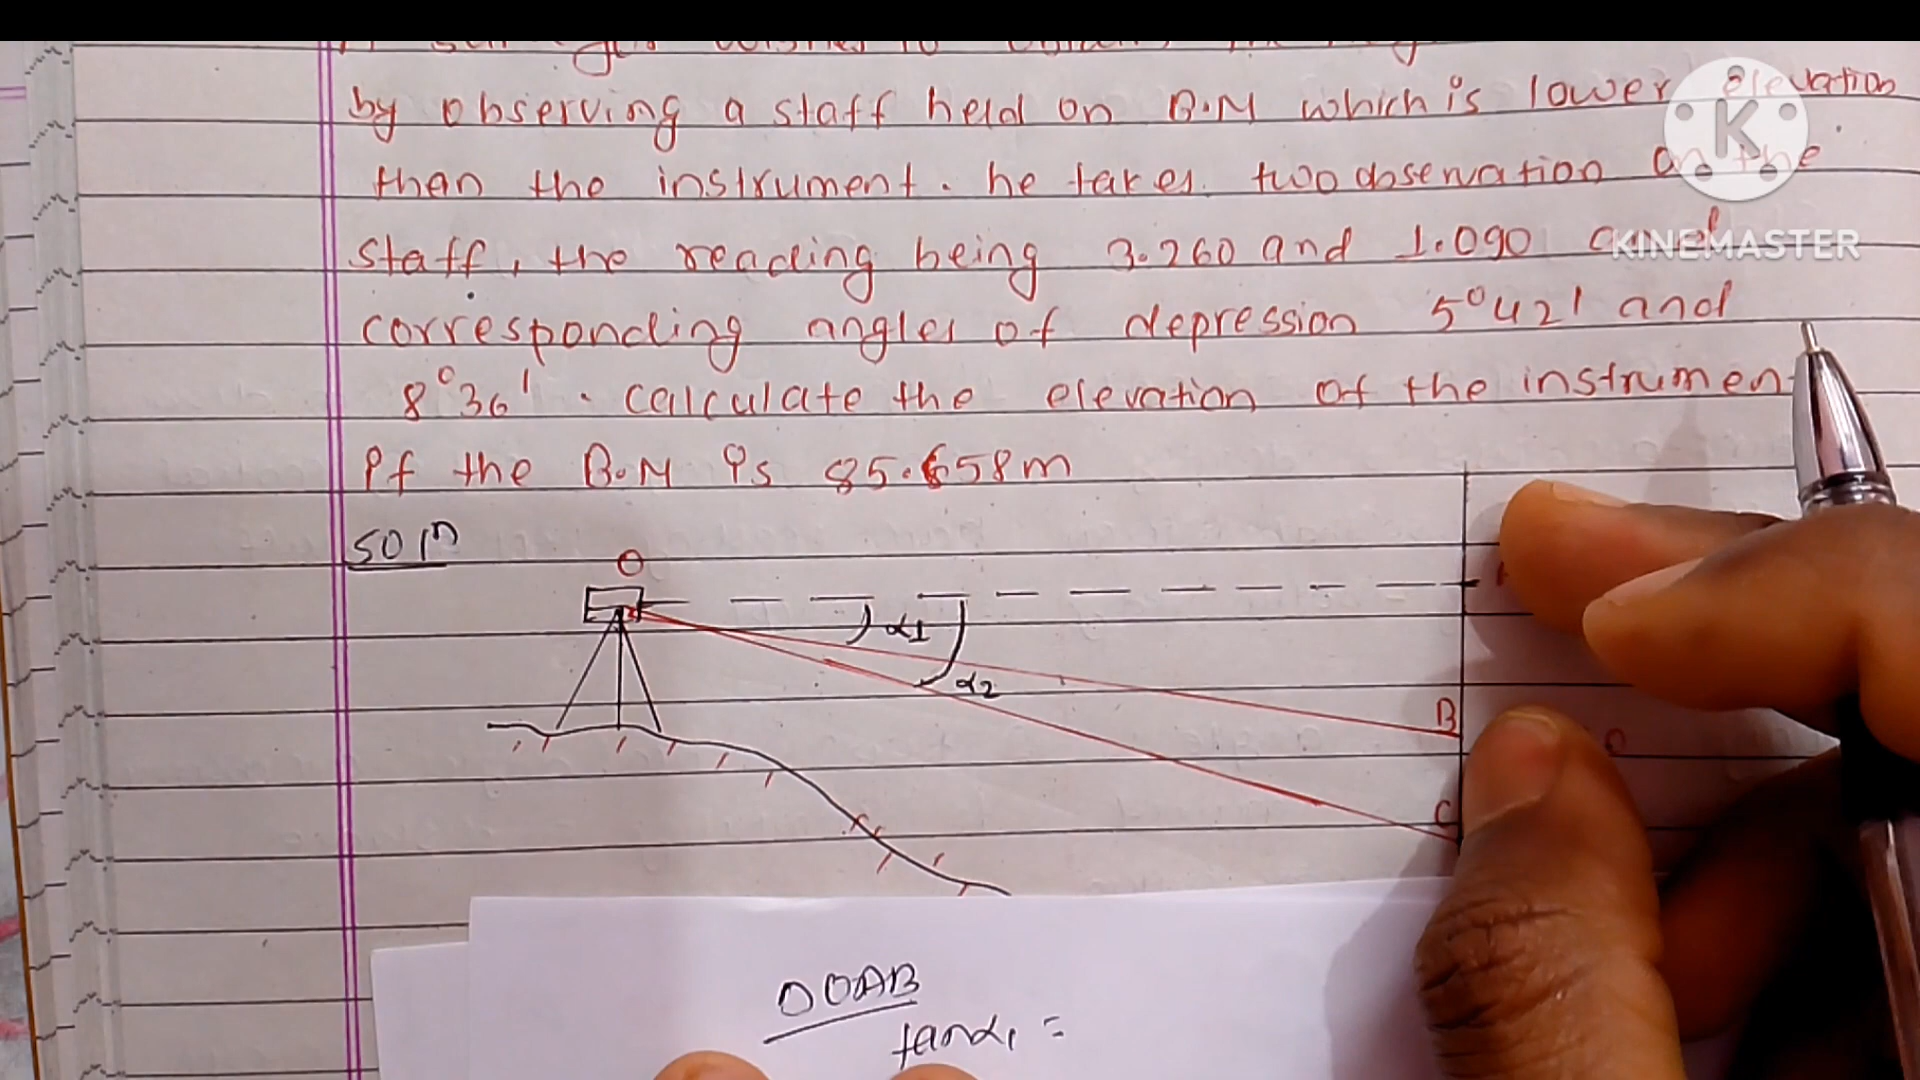 by observing a staff held on B.M which is lower elevation
than the instrument. he takes two observation on the
staff, the reading being 3.260 and 1.090 and
KINEMASTER
corresponding angles of depression 5°42' and
8°36'. calculate the elevation of the instrument
If the B.M is 85.658m
Soln
O
α1
α2
B
C
ΔOAB
tanα1 =